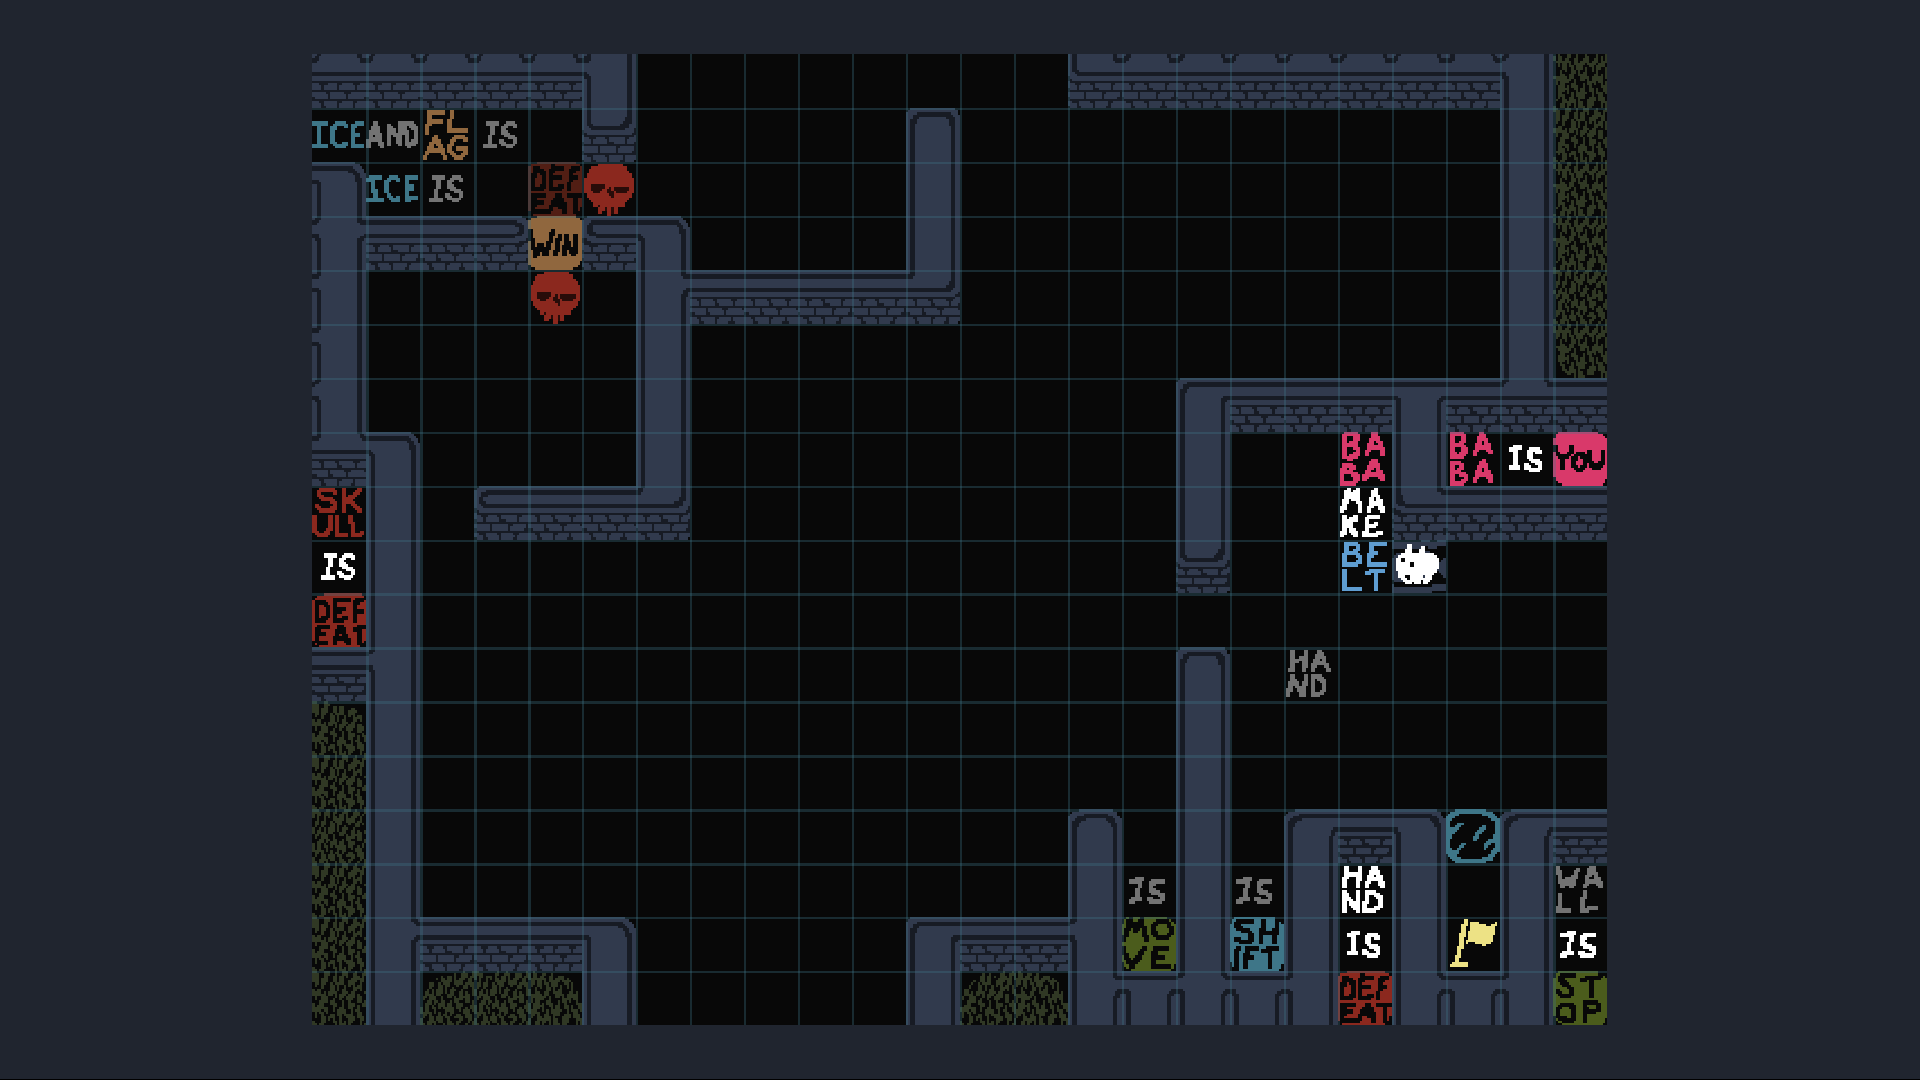 ICE AND FLAG IS
ICE IS DEFEAT
WIN
BABA BABA IS YOU
SKULL MAKE
IS BELT
DEFEAT
HAND
IS IS HAND WALL
MOVE SHIFT IS IS
DEFEAT STOP